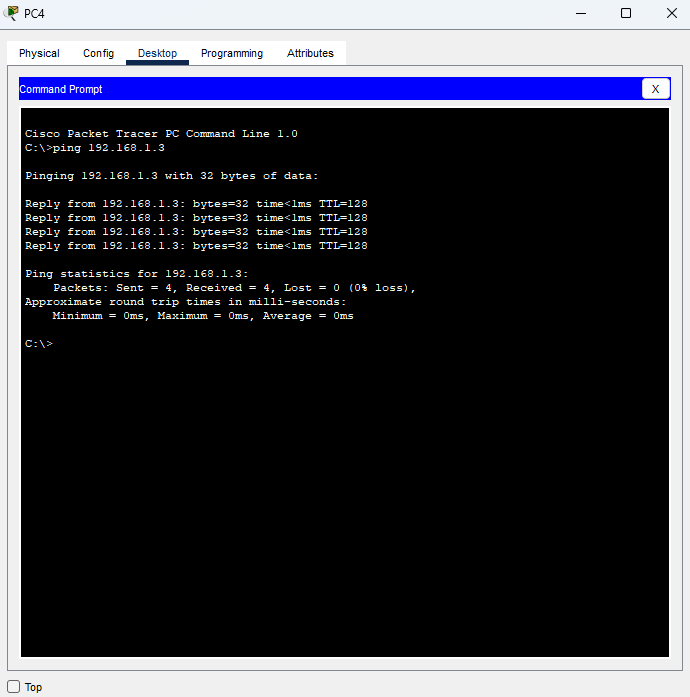 PC4
Physical Config Desktop Programming Attributes
Command Prompt
X
Cisco Packet Tracer PC Command Line 1.0
C:\>ping 192.168.1.3
Pinging 192.168.1.3 with 32 bytes of data:
Reply from 192.168.1.3: bytes=32 time<1ms TTL=128
Reply from 192.168.1.3: bytes=32 time<1ms TTL=128
Reply from 192.168.1.3: bytes=32 time<1ms TTL=128
Reply from 192.168.1.3: bytes=32 time<1ms TTL=128
Ping statistics for 192.168.1.3:
    Packets: Sent = 4, Received = 4, Lost = 0 (0% loss),
Approximate round trip times in milli-seconds:
    Minimum = 0ms, Maximum = 0ms, Average = 0ms
C:\>
Top